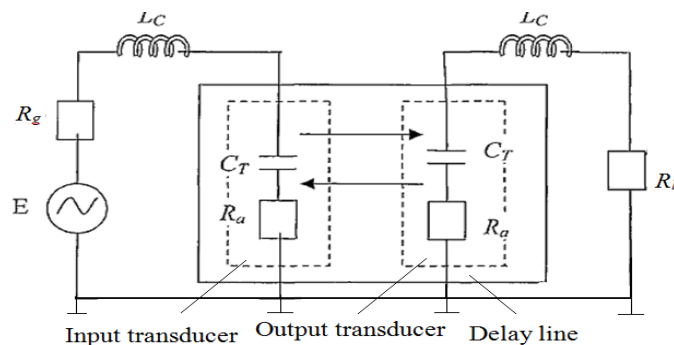 L_C
L_C
R_g
C_T
C_T
E
R_a
R_a
Input transducer
Output transducer
Delay line